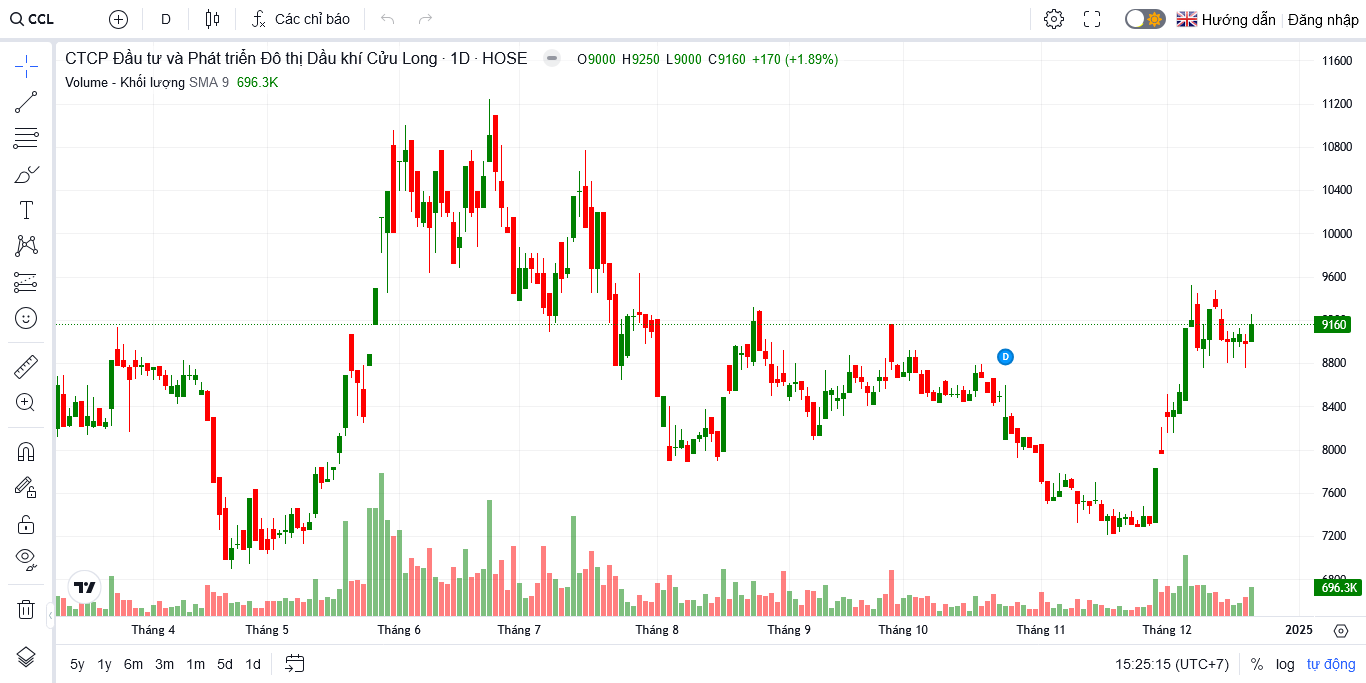 CCL D Các chỉ báo Hướng dẫn Đăng nhập
CTCP Đầu tư và Phát triển Đô thị Dầu khí Cửu Long · 1D · HOSE O9000 H9250 L9000 C9160 +170 (+1.89%)
Volume - Khối lượng SMA 9 696.3K
11600
11200
10800
10400
10000
9600
9200
9160
8800
8400
8000
7600
7200
6800
696.3K
D
Tháng 4 Tháng 5 Tháng 6 Tháng 7 Tháng 8 Tháng 9 Tháng 10 Tháng 11 Tháng 12 2025
5y 1y 6m 3m 1m 5d 1d 15:25:15 (UTC+7) % log tự động